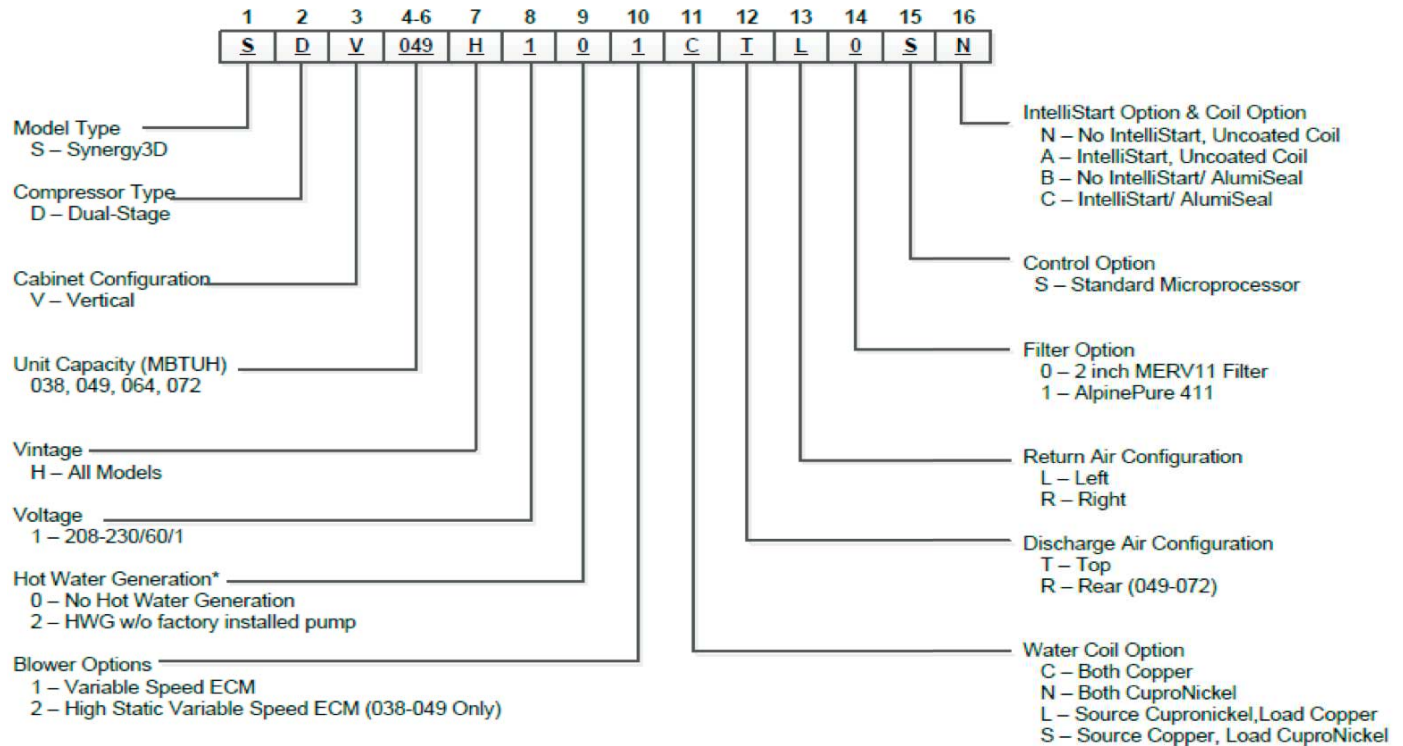 1 2 3 4-6 7 8 9 10 11 12 13 14 15 16
S D V 049 H 1 0 1 C T L 0 S N
Model Type
S – Synergy3D
Compressor Type
D – Dual-Stage
Cabinet Configuration
V – Vertical
Unit Capacity (MBTUH)
038, 049, 064, 072
Vintage
H – All Models
Voltage
1 – 208-230/60/1
Hot Water Generation*
0 – No Hot Water Generation
2 – HWG w/o factory installed pump
Blower Options
1 – Variable Speed ECM
2 – High Static Variable Speed ECM (038-049 Only)
IntelliStart Option & Coil Option
N – No IntelliStart, Uncoated Coil
A – IntelliStart, Uncoated Coil
B – No IntelliStart/ AlumiSeal
C – IntelliStart/ AlumiSeal
Control Option
S – Standard Microprocessor
Filter Option
0 – 2 inch MERV11 Filter
1 – AlpinePure 411
Return Air Configuration
L – Left
R – Right
Discharge Air Configuration
T – Top
R – Rear (049-072)
Water Coil Option
C – Both Copper
N – Both CuproNickel
L – Source Cupronickel,Load Copper
S – Source Copper, Load CuproNickel